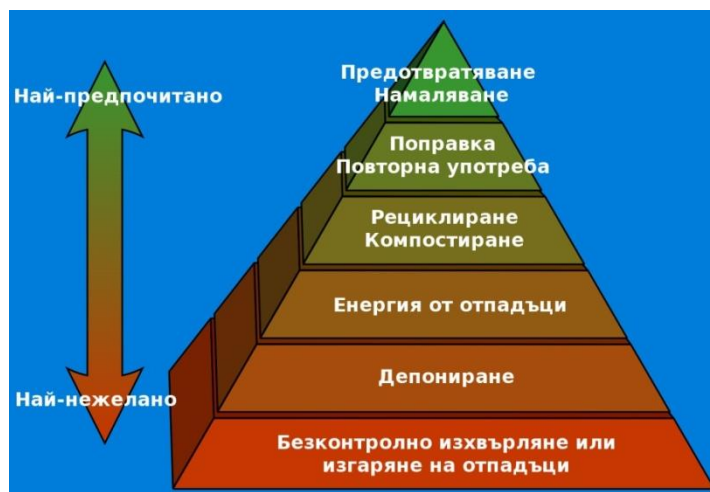 Най-предпочитано
Предотвратяване
Намаляване
Поправка
Повторна употреба
Рециклиране
Компостиране
Енергия от отпадъци
Депониране
Най-нежелано
Безконтролно изхвърляне или
изгаряне на отпадъци